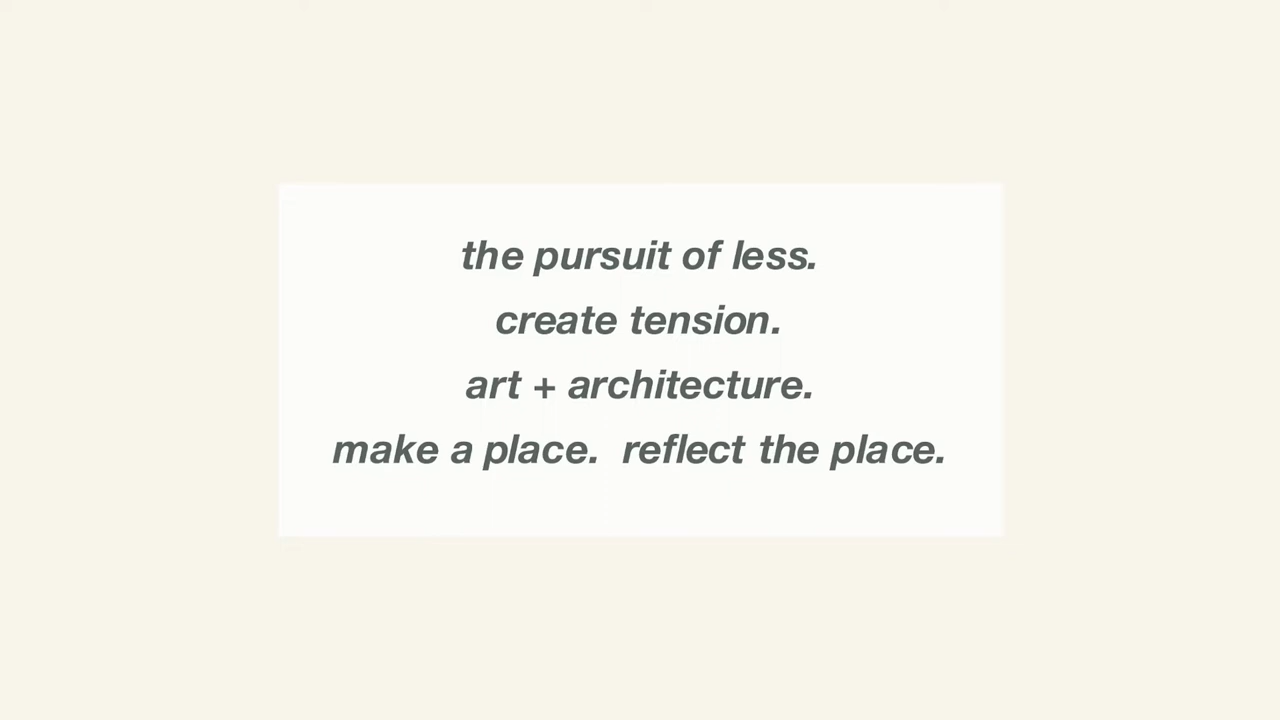 the pursuit of less.
create tension.
art + architecture.
make a place.  reflect the place.